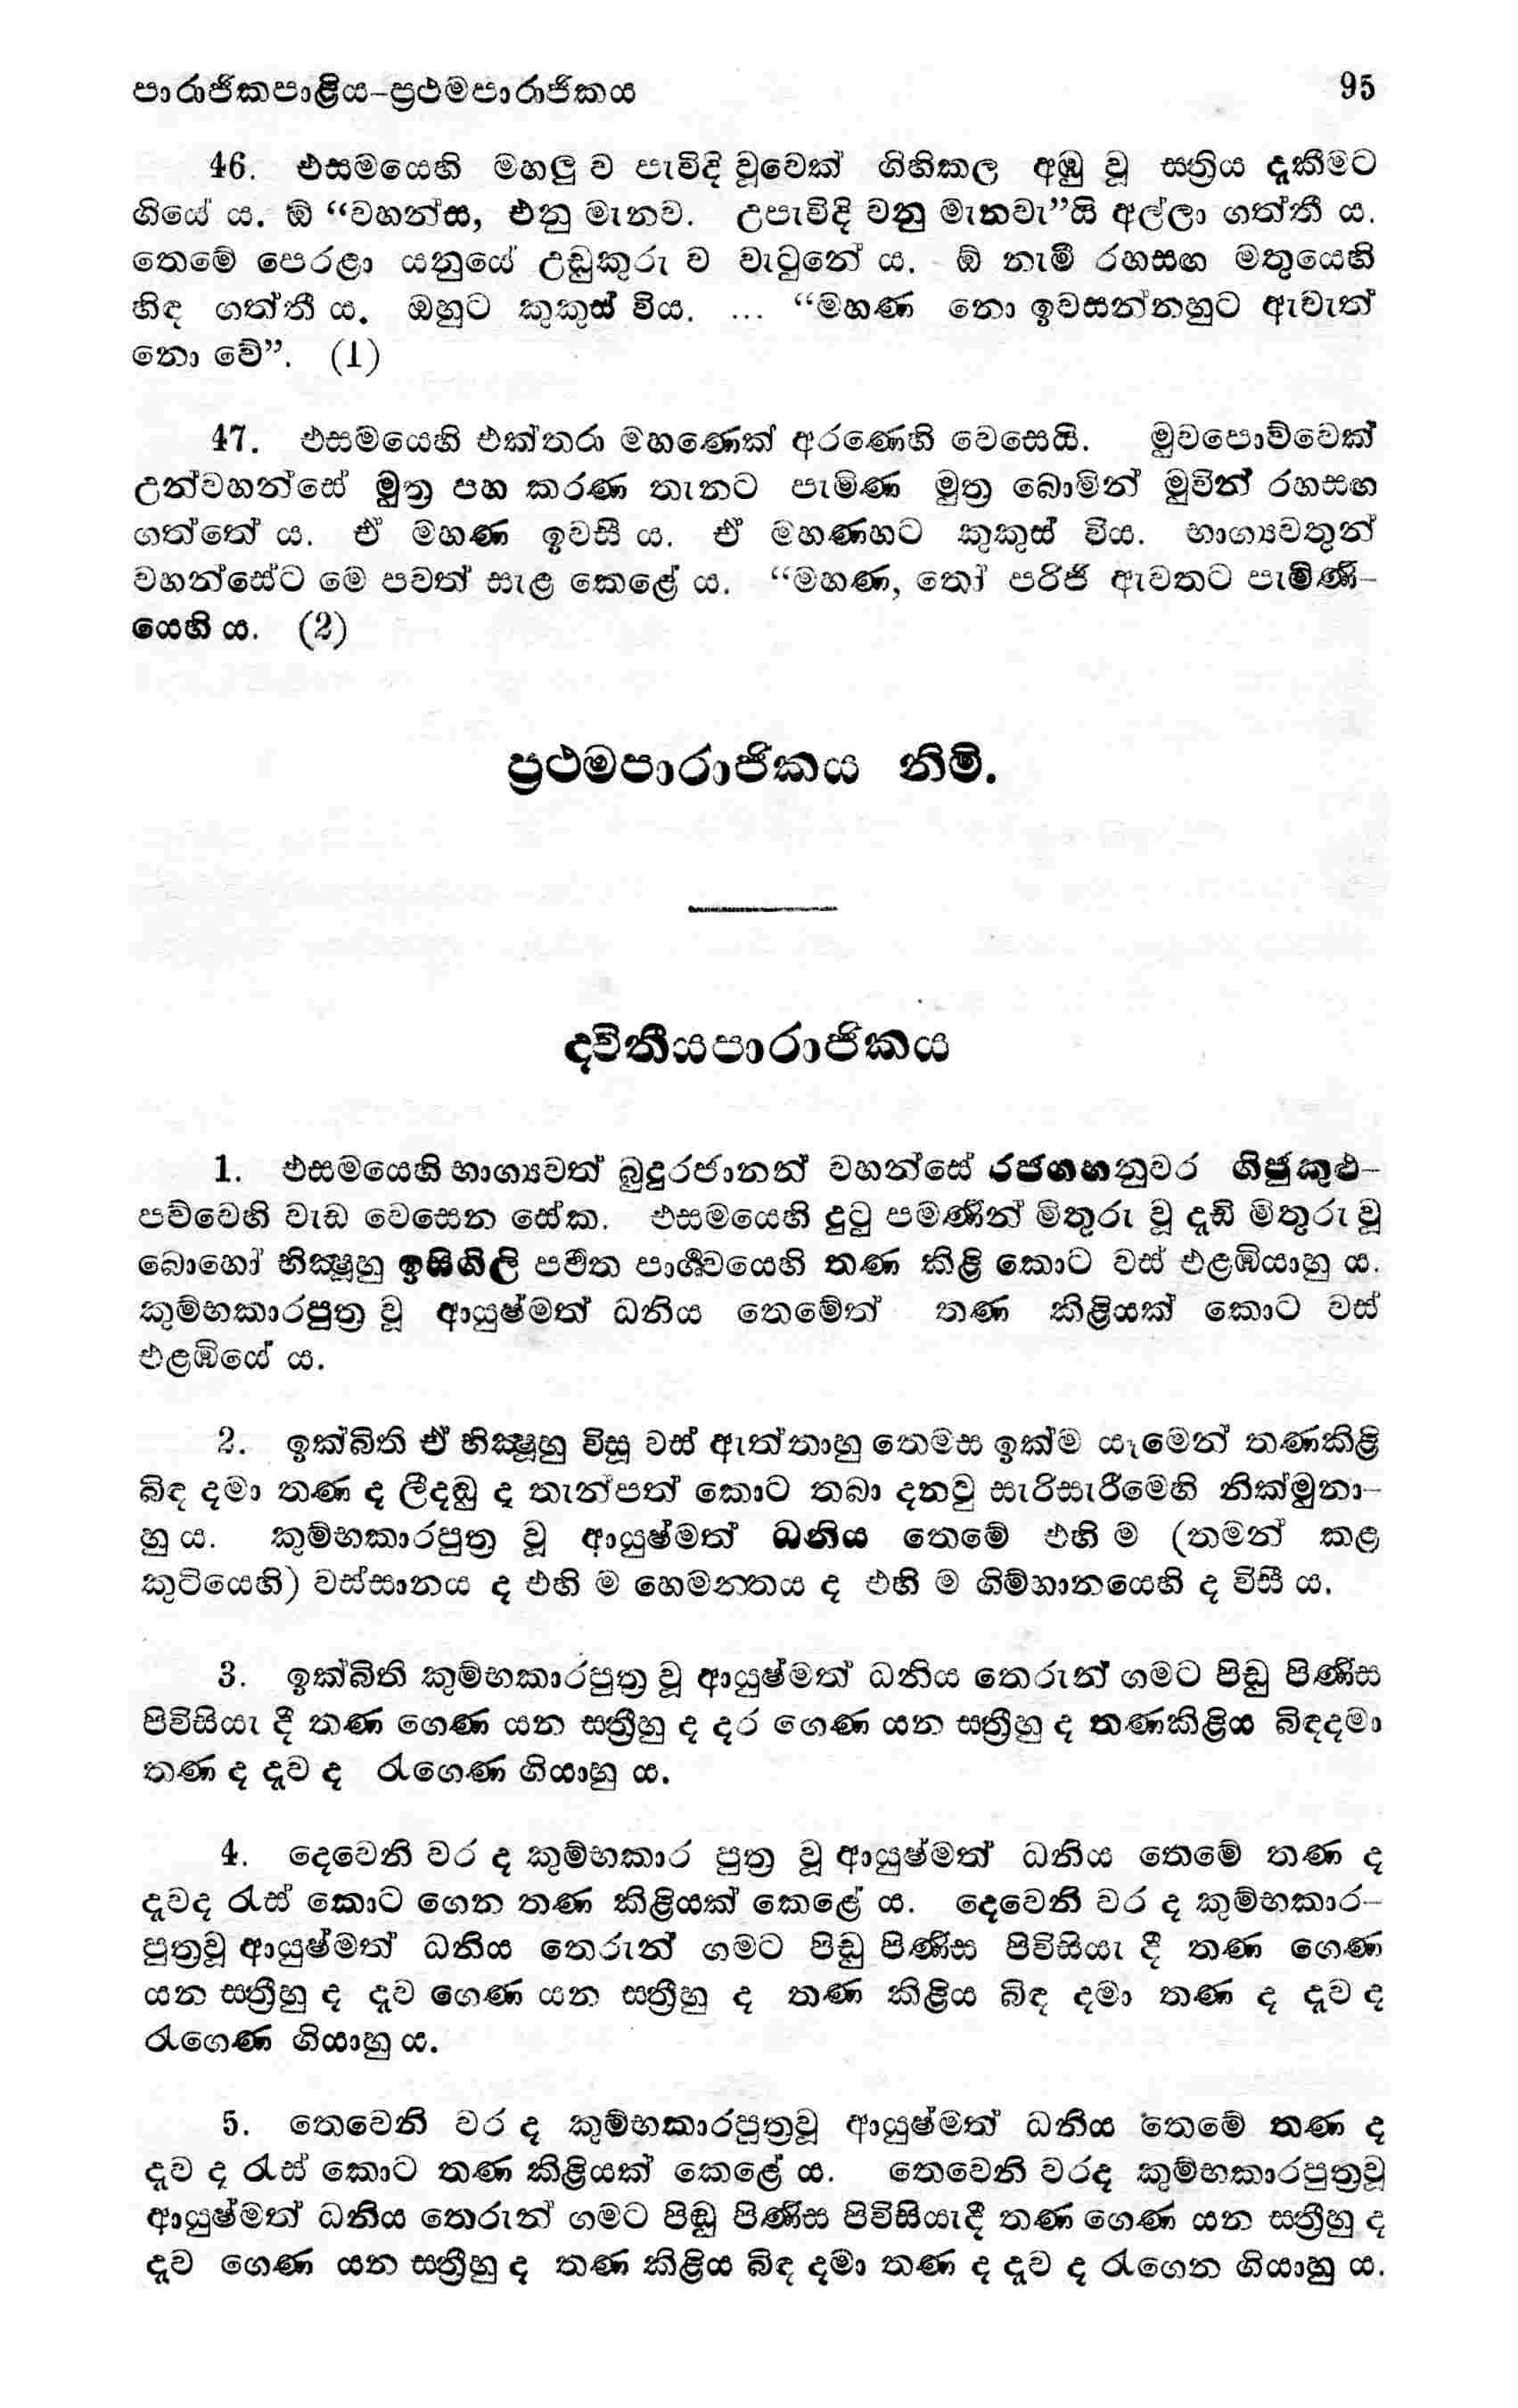 පාරාජිකපාළිය-ප්‍රථමපාරාජිකය 95
46. එසමයෙහි මහලු ව පැවිදි වූවෙක් ගිහිකල අඹු වූ ස්ත්‍රිය දැකීමට
ගියේ ය. ඕ “වහන්ස, එනු මැනව. උපැවිදි වනු මැනවැ”යි අල්ලා ගත්තී ය.
තෙමේ පෙරළා යනුයේ උඩුකුරු ව වැටුනේ ය. ඕ නැමී රහසඟ මතුයෙහි
හිඳ ගත්තී ය. ඔහුට කුකුස් විය. ... “මහණ නො ඉවසන්නහුට ඇවැත්
නො වේ”. (1)
47. එසමයෙහි එක්තරා මහණෙක් අරණෙහි වෙසෙයි. මුවපොව්වෙක්
උන්වහන්සේ මුත්‍ර පහ කරණ තැනට පැමිණ මුත්‍ර බොමින් මුවින් රහසඟ
ගත්තේ ය. ඒ මහණ ඉවසී ය. ඒ මහණහට කුකුස් විය. භාග්‍යවතුන්
වහන්සේට මෙ පවත් සැළ කෙළේ ය. “මහණ, තෝ පරිජි ඇවතට පැමිණි-
යෙහි ය. (2)
ප්‍රථමපාරාජිකය නිමි.
ද්විතීයපාරාජිකය
1. එසමයෙහි භාග්‍යවත් බුදුරජානන් වහන්සේ රජගහනුවර ගිජුකුළු-
පව්වෙහි වැඩ වෙසෙන සේක. එසමයෙහි දුටු පමණින් මිතුරු වූ දැඩි මිතුරු වූ
බොහෝ භික්‍ෂූහු ඉසිගිලි පර්‍වත පාර්‍ශ්වයෙහි තණ කිළි කොට වස් එළඹියාහු ය.
කුම්භකාරපුත්‍ර වූ ආයුෂ්මත් ධනිය තෙමේත් තණ කිළියක් කොට වස්
එළඹියේ ය.
2. ඉක්බිති ඒ භික්‍ෂූහු විසූ වස් ඇත්තාහු තෙමස ඉක්ම යෑමෙන් තණකිළි
බිඳ දමා තණ ද ලීදඬු ද තැන්පත් කොට තබා දනවු සැරිසැරීමෙහි නික්මුනා-
හු ය. කුම්භකාරපුත්‍ර වූ ආයුෂ්මත් ධනිය තෙමේ එහි ම (තමන් කළ
කුටියෙහි) වස්සානය ද එහි ම හෙමන්තය ද එහි ම ගිම්හානයෙහි ද විසී ය.
3. ඉක්බිති කුම්භකාරපුත්‍ර වූ ආයුෂ්මත් ධනිය තෙරුන් ගමට පිඬු පිණිස
පිවිසියැ දී තණ ගෙණ යන ස්ත්‍රීහු ද දර ගෙණ යන ස්ත්‍රීහු ද තණකිළිය බිඳදමා
තණ ද දැව ද රැගෙණ ගියාහු ය.
4. දෙවෙනි වර ද කුම්භකාර පුත්‍ර වූ ආයුෂ්මත් ධනිය තෙමේ තණ ද
දැවද රැස් කොට ගෙන තණ කිළියක් කෙළේ ය. දෙවෙනි වර ද කුම්භකාර-
පුත්‍රවූ ආයුෂ්මත් ධනිය තෙරුන් ගමට පිඬු පිණිස පිවිසියැ දී තණ ගෙණ
යන ස්ත්‍රීහු ද දැව ගෙණ යන ස්ත්‍රීහු ද තණ කිළිය බිඳ දමා තණ ද දැව ද
රැගෙණ ගියාහු ය.
5. තෙවෙනි වර ද කුම්භකාරපුත්‍රවූ ආයුෂ්මත් ධනිය තෙමේ තණ ද
දැව ද රැස් කොට තණ කිළියක් කෙළේ ය. තෙවෙනි වරද කුම්භකාරපුත්‍රවූ
ආයුෂ්මත් ධනිය තෙරුන් ගමට පිඬු පිණිස පිවිසියැදී තණ ගෙණ යන ස්ත්‍රීහු ද
දැව ගෙණ යන ස්ත්‍රීහු ද තණ කිළිය බිඳ දමා තණ ද දැව ද රැගෙන ගියාහු ය.